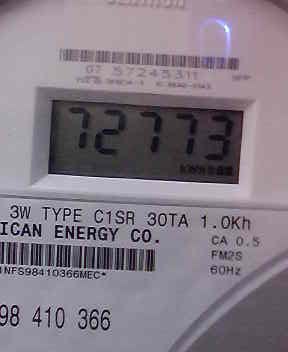 07 57245311
72773
3W TYPE C1SR 30TA 1.0Kh
ICAN ENERGY CO.
CA 0.5
FM2S
60Hz
NFS98410366MEC*
98 410 366